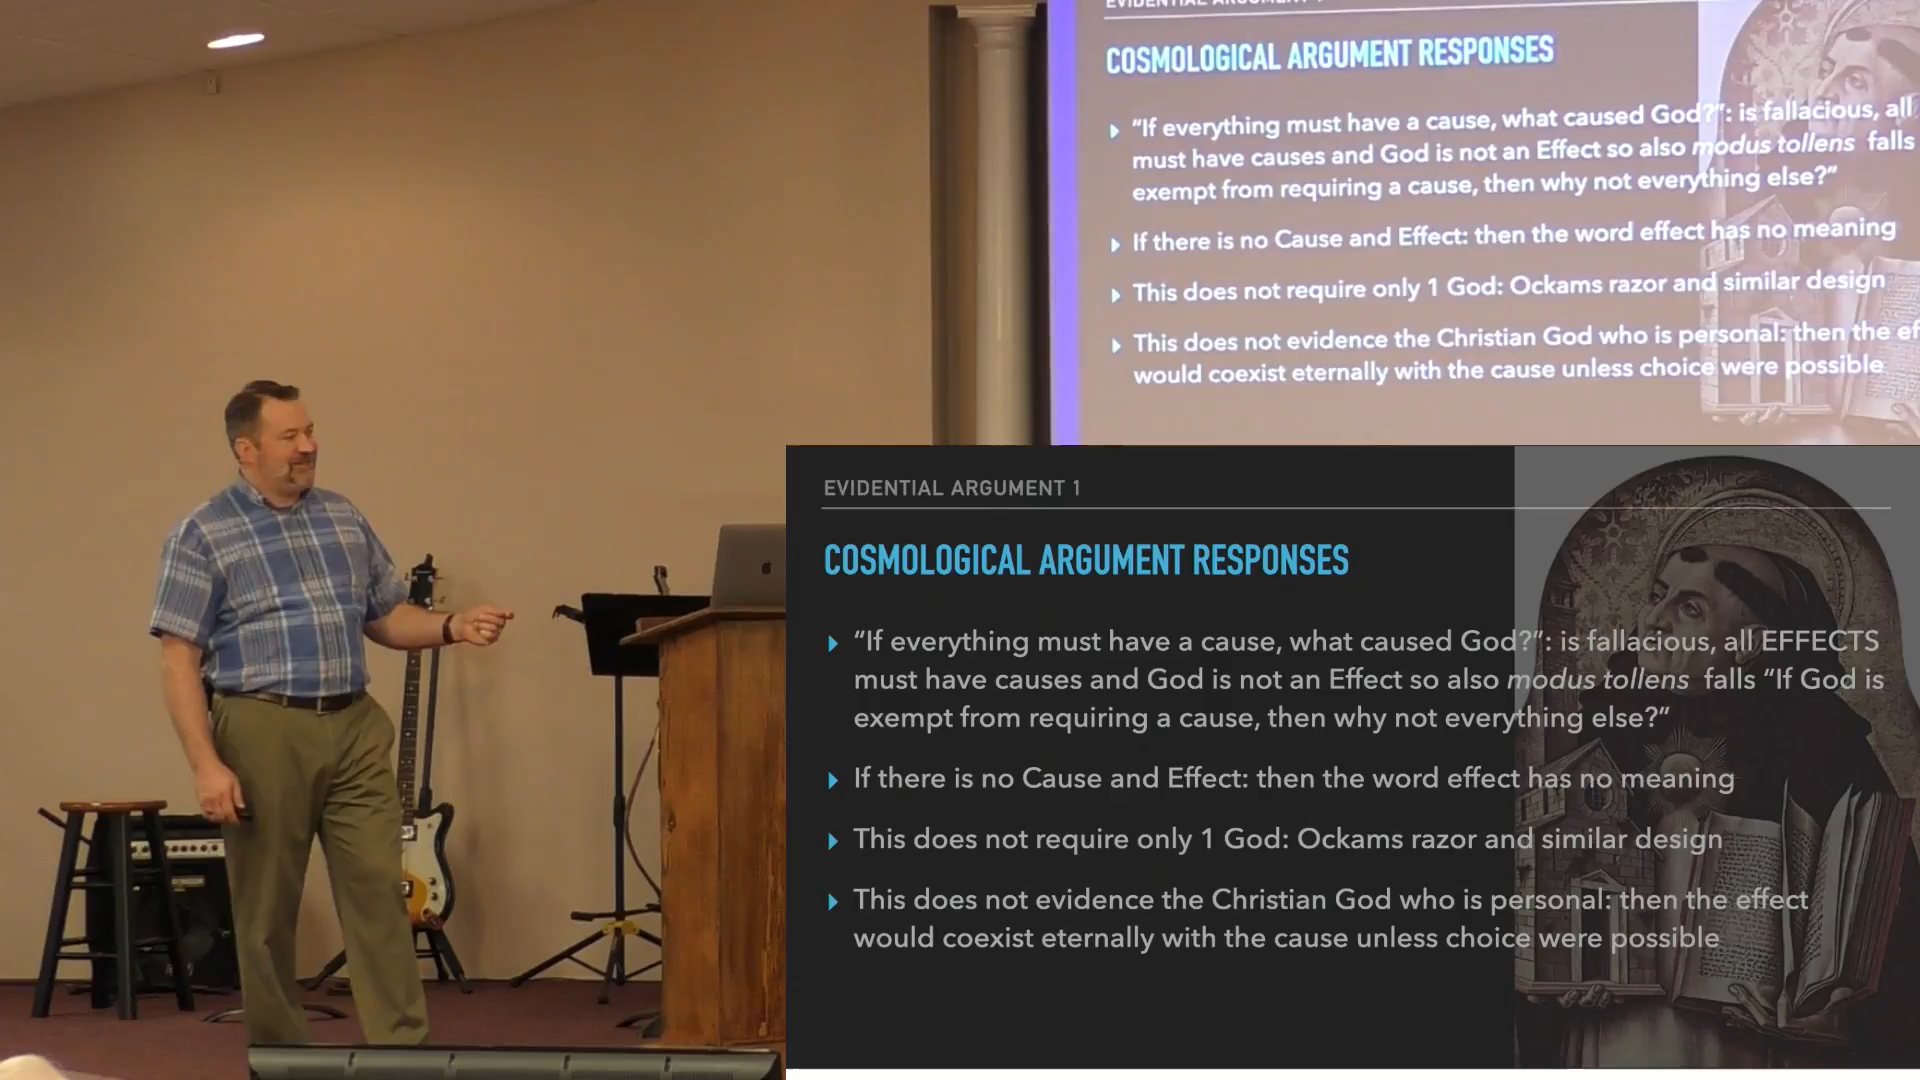 EVIDENTIAL ARGUMENT
COSMOLOGICAL ARGUMENT RESPONSES
“If everything must have a cause, what caused God?”: is fallacious, all
must have causes and God is not an Effect so also modus tollens falls
exempt from requiring a cause, then why not everything else?”
If there is no Cause and Effect: then the word effect has no meaning
This does not require only 1 God: Ockams razor and similar design
This does not evidence the Christian God who is personal: then the ef
would coexist eternally with the cause unless choice were possible
EVIDENTIAL ARGUMENT 1
COSMOLOGICAL ARGUMENT RESPONSES
“If everything must have a cause, what caused God?”: is fallacious, all EFFECTS
must have causes and God is not an Effect so also modus tollens falls “If God is
exempt from requiring a cause, then why not everything else?”
If there is no Cause and Effect: then the word effect has no meaning
This does not require only 1 God: Ockams razor and similar design
This does not evidence the Christian God who is personal: then the effect
would coexist eternally with the cause unless choice were possible